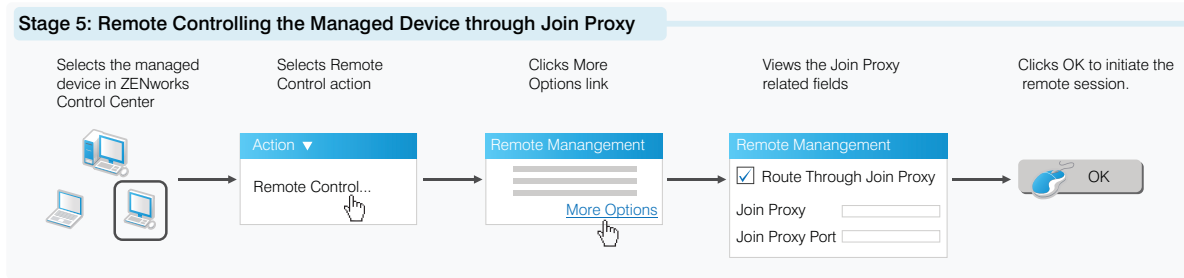 Stage 5: Remote Controlling the Managed Device through Join Proxy
Selects the managed
device in ZENworks
Control Center
Selects Remote
Control action
Clicks More
Options link
Views the Join Proxy
related fields
Clicks OK to initiate the
remote session.
Action ▼
Remote Control...
Remote Manangement
More Options
Remote Manangement
Route Through Join Proxy
Join Proxy
Join Proxy Port
OK